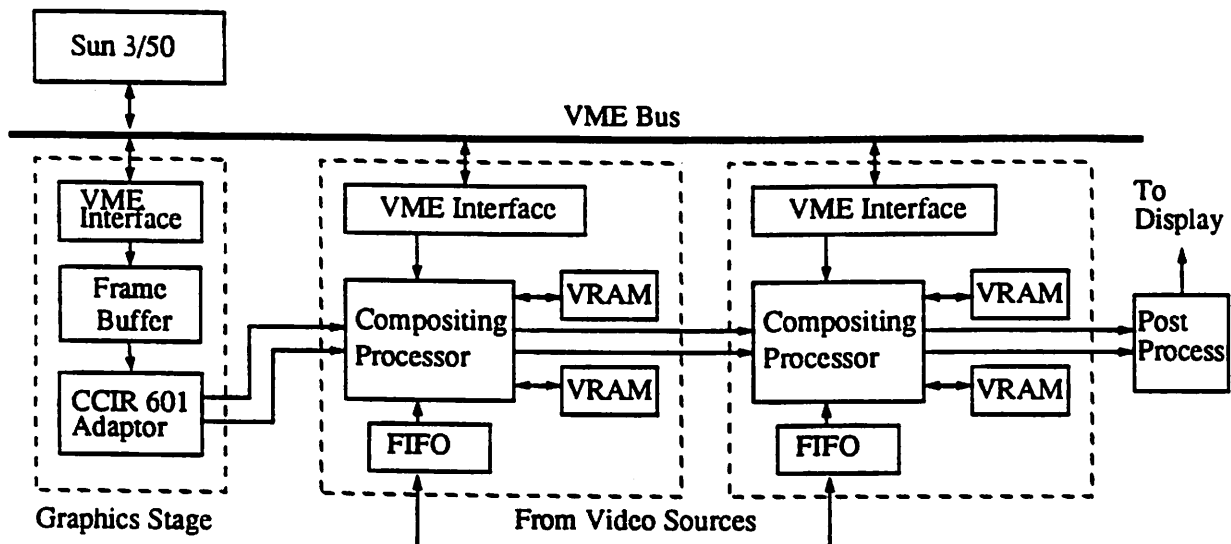 Sun 3/50
VME Bus
VME
Interface
VME Interface
VME Interface
To
Display
Frame
Buffer
VRAM
VRAM
Compositing
Processor
Compositing
Processor
Post
Process
CCIR 601
Adaptor
VRAM
VRAM
FIFO
FIFO
Graphics Stage
From Video Sources